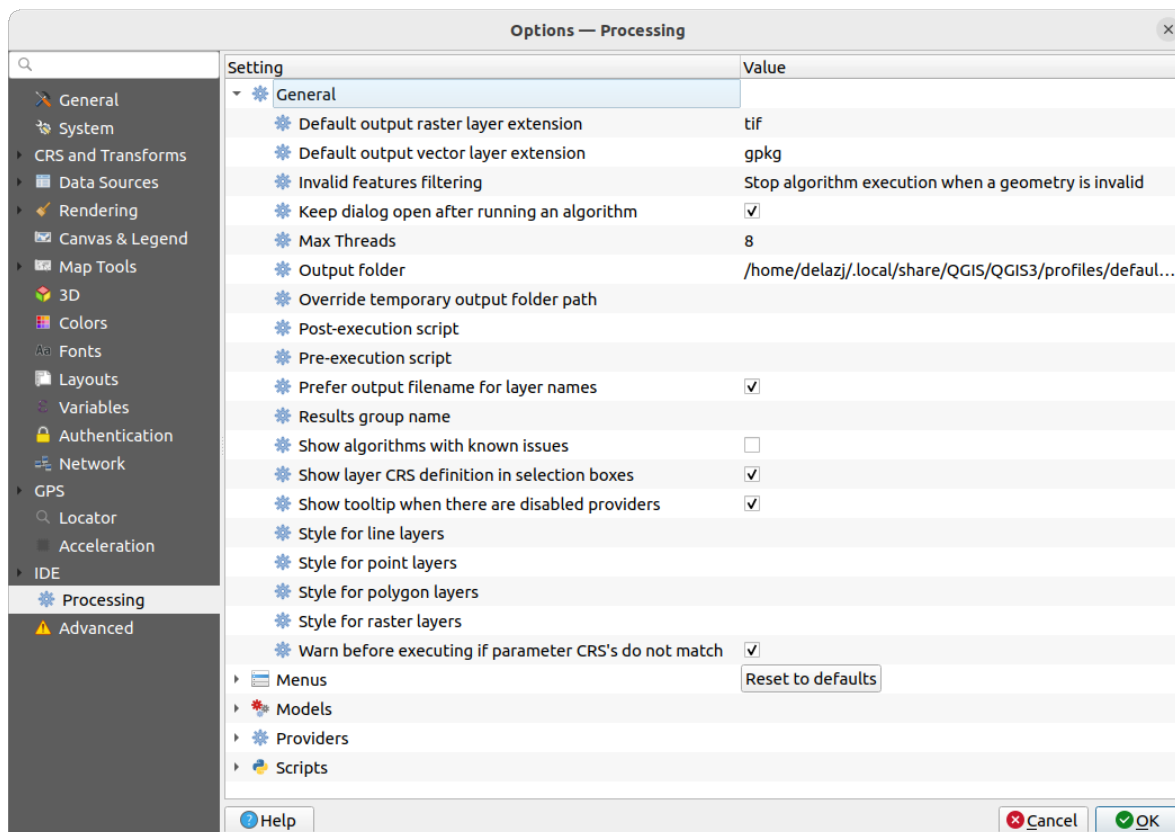 Options — Processing
Setting
Value
General
System
CRS and Transforms
Data Sources
Rendering
Canvas & Legend
Map Tools
3D
Colors
Fonts
Layouts
Variables
Authentication
Network
GPS
Locator
Acceleration
IDE
Processing
Advanced
General
Default output raster layer extension tif
Default output vector layer extension gpkg
Invalid features filtering Stop algorithm execution when a geometry is invalid
Keep dialog open after running an algorithm
Max Threads 8
Output folder /home/delazj/.local/share/QGIS/QGIS3/profiles/defaul...
Override temporary output folder path
Post-execution script
Pre-execution script
Prefer output filename for layer names
Results group name
Show algorithms with known issues
Show layer CRS definition in selection boxes
Show tooltip when there are disabled providers
Style for line layers
Style for point layers
Style for polygon layers
Style for raster layers
Warn before executing if parameter CRS's do not match
Menus Reset to defaults
Models
Providers
Scripts
Help
Cancel
OK